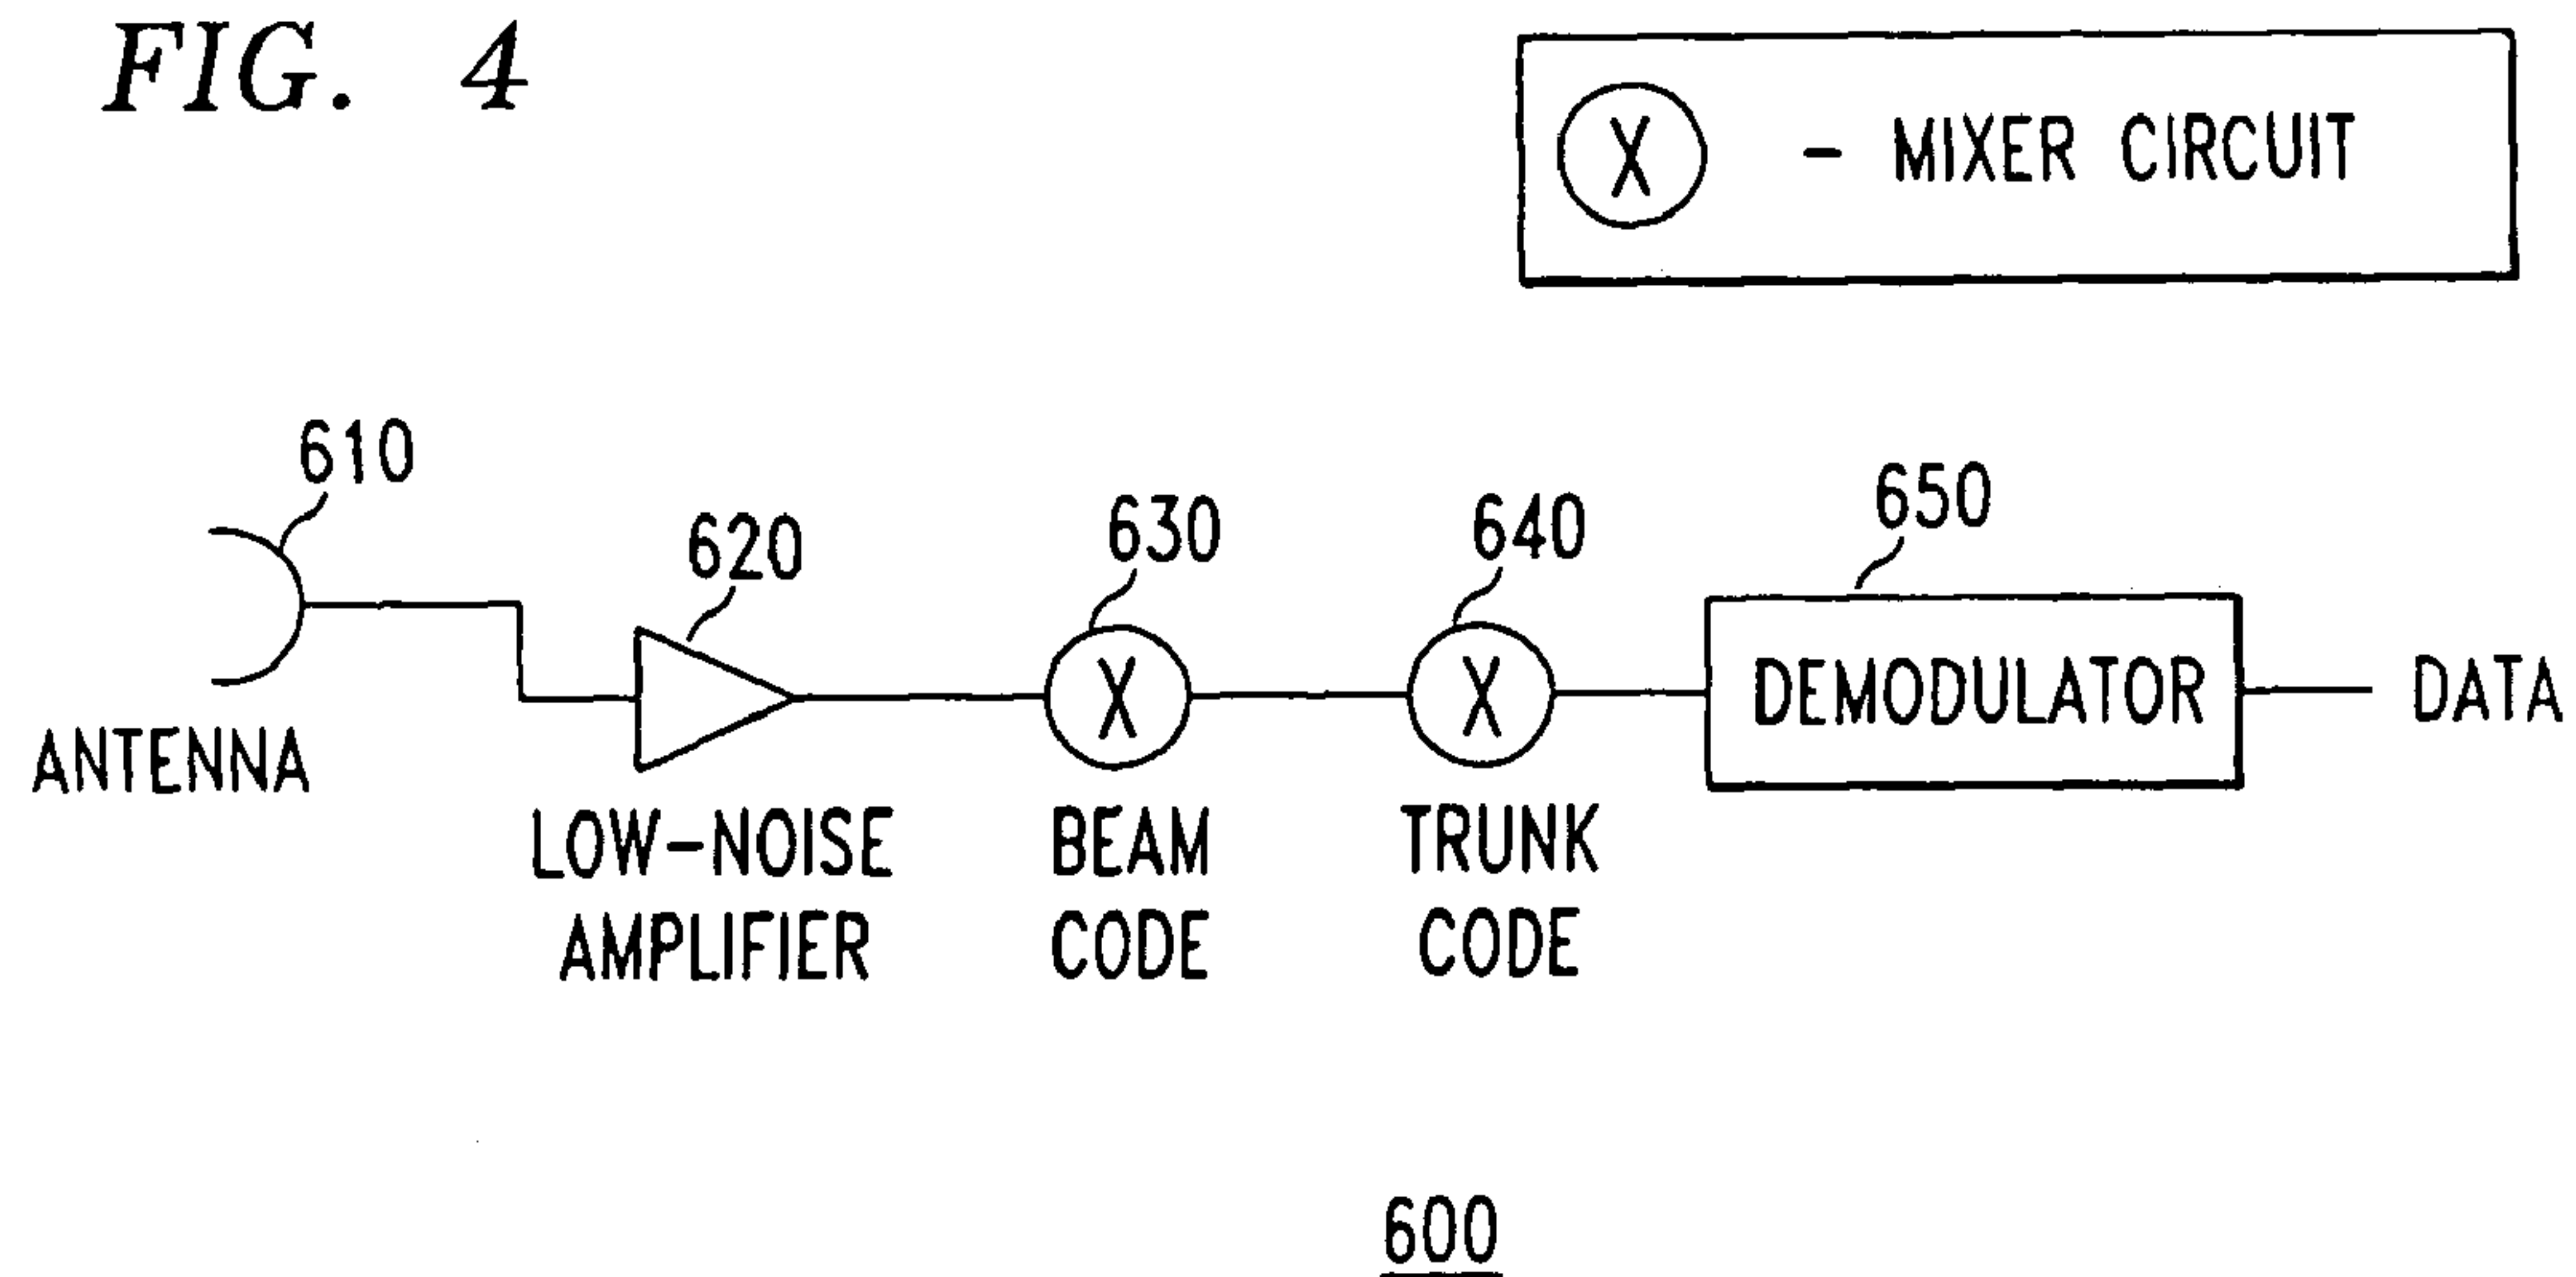 FIG. 4
X - MIXER CIRCUIT
610
620
630
640
650
X
X
DEMODULATOR
DATA
ANTENNA
LOW-NOISE
AMPLIFIER
BEAM
CODE
TRUNK
CODE
600